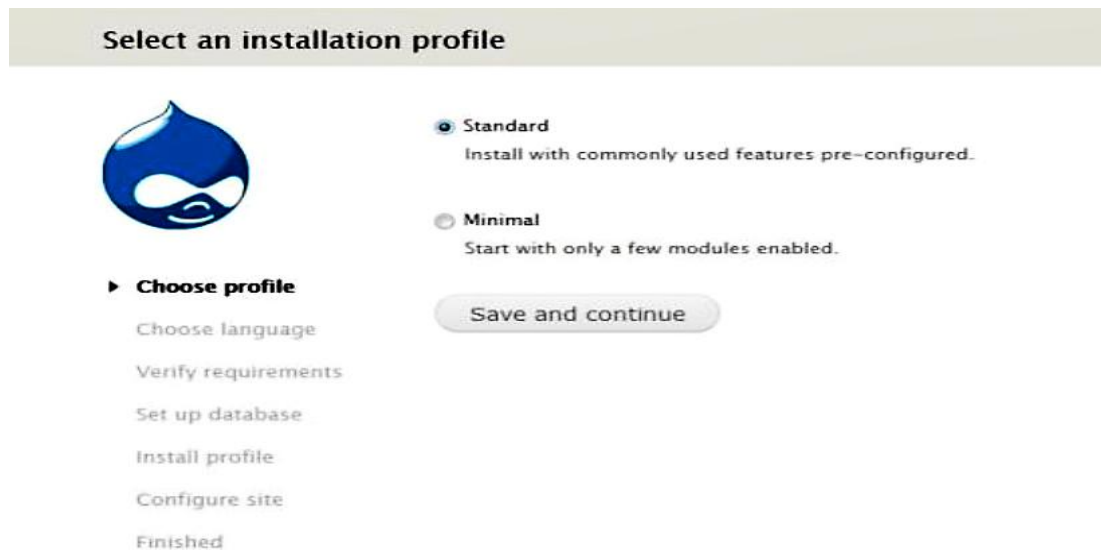 Select an installation profile
Standard
Install with commonly used features pre-configured.
Minimal
Start with only a few modules enabled.
Save and continue
Choose profile
Choose language
Verify requirements
Set up database
Install profile
Configure site
Finished